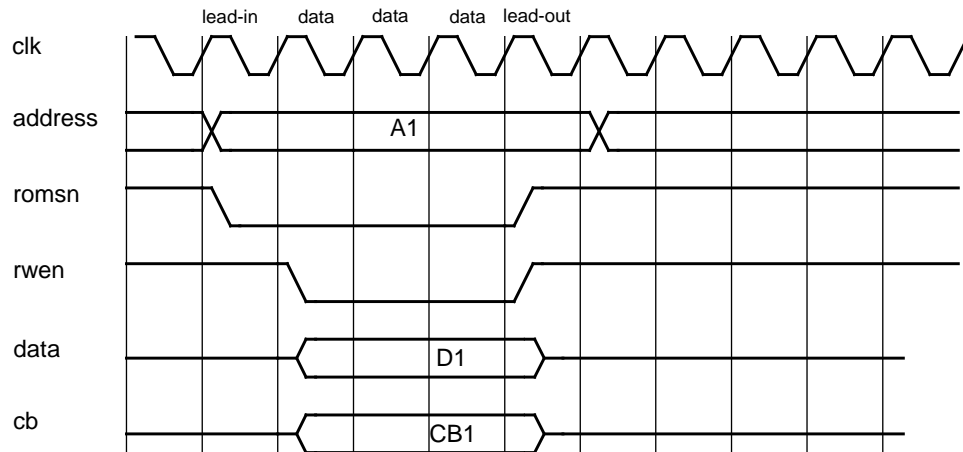 lead-in data data data lead-out
clk
address A1
romsn
rwen
data D1
cb CB1